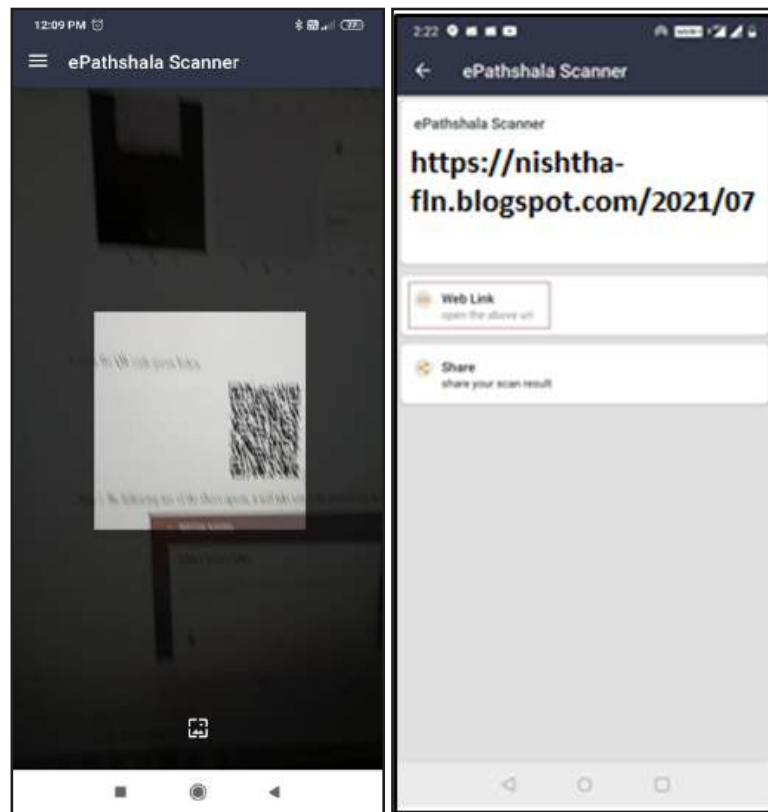 12:09 PM
77
ePathshala Scanner
2:22
ePathshala Scanner
ePathshala Scanner
https://nishtha-
fln.blogspot.com/2021/07
Web Link
open the above url
Share
share your scan result